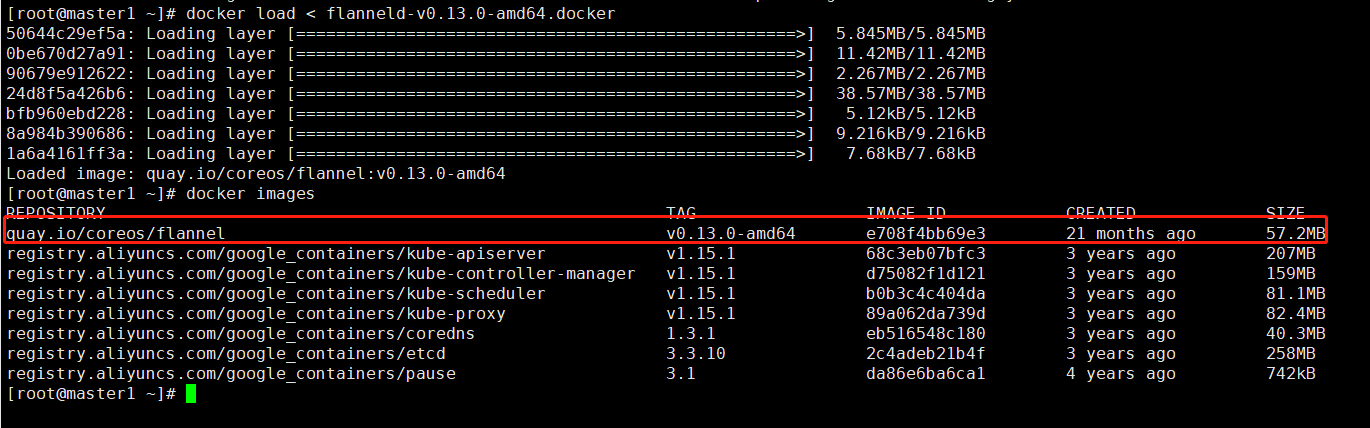 [root@master1 ~]# docker load < flanneld-v0.13.0-amd64.docker
50644c29ef5a: Loading layer [==================================================>]  5.845MB/5.845MB
0be670d27a91: Loading layer [==================================================>]  11.42MB/11.42MB
90679e912622: Loading layer [==================================================>]  2.267MB/2.267MB
24d8f5a426b6: Loading layer [==================================================>]  38.57MB/38.57MB
bfb960ebd228: Loading layer [==================================================>]  5.12kB/5.12kB
8a984b390686: Loading layer [==================================================>]  9.216kB/9.216kB
1a6a4161ff3a: Loading layer [==================================================>]  7.68kB/7.68kB
Loaded image: quay.io/coreos/flannel:v0.13.0-amd64
[root@master1 ~]# docker images
REPOSITORY TAG IMAGE ID CREATED SIZE
quay.io/coreos/flannel v0.13.0-amd64 e708f4bb69e3 21 months ago 57.2MB
registry.aliyuncs.com/google_containers/kube-apiserver v1.15.1 68c3eb07bfc3 3 years ago 207MB
registry.aliyuncs.com/google_containers/kube-controller-manager v1.15.1 d75082f1d121 3 years ago 159MB
registry.aliyuncs.com/google_containers/kube-scheduler v1.15.1 b0b3c4c404da 3 years ago 81.1MB
registry.aliyuncs.com/google_containers/kube-proxy v1.15.1 89a062da739d 3 years ago 82.4MB
registry.aliyuncs.com/google_containers/coredns 1.3.1 eb516548c180 3 years ago 40.3MB
registry.aliyuncs.com/google_containers/etcd 3.3.10 2c4adeb21b4f 3 years ago 258MB
registry.aliyuncs.com/google_containers/pause 3.1 da86e6ba6ca1 4 years ago 742kB
[root@master1 ~]#